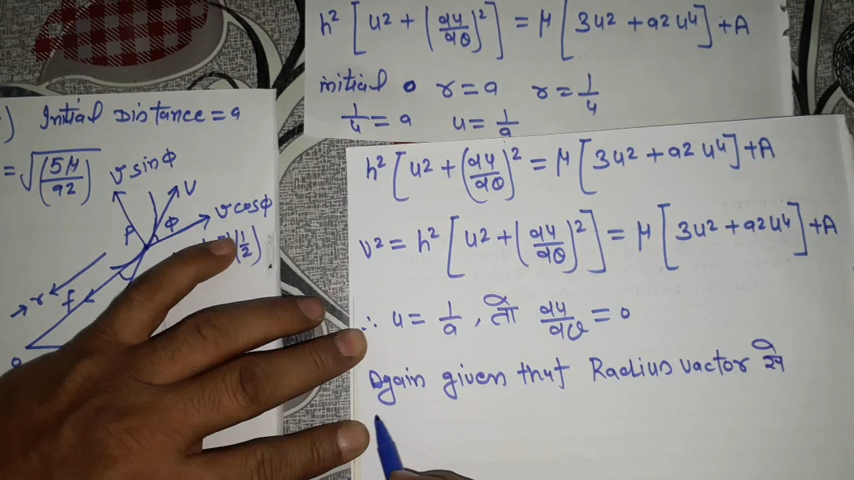 h² [ u² + (du/dθ)² ] = μ [ 3u² + a²u⁴ ] + A
initial r = a r = 1/u
1/u = a u = 1/a
) Initial Distance = a
= √(5μ/a²)
v sinφ
v
φ
v cosφ
r
f
h² [ u² + (du/dθ)² = μ [ 3u² + a²u⁴ ] + A
v² = h² [ u² + (du/dθ)² ] = μ [ 3u² + a²u⁴ ] + A
∴ u = 1/a , तो du/dθ = 0
Again given that Radius vactor से